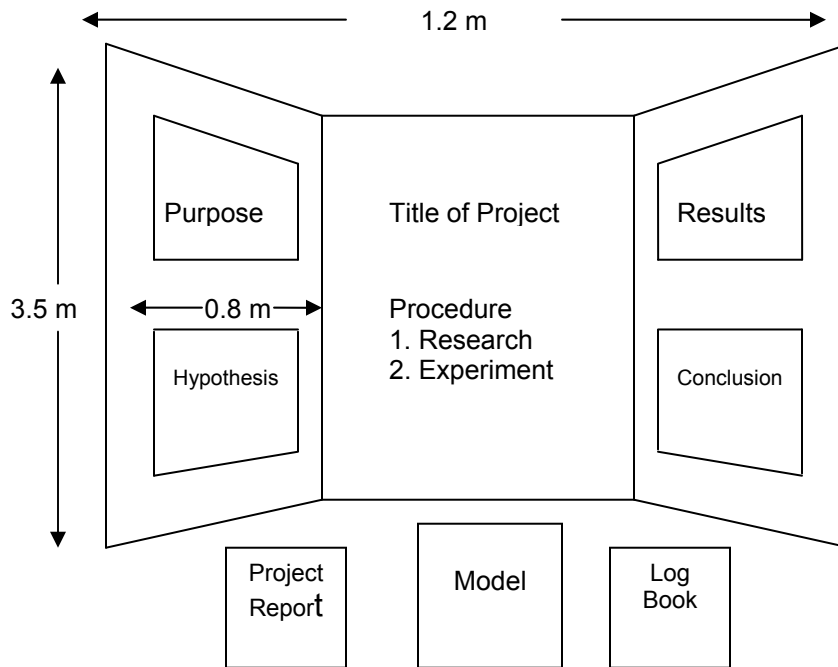 1.2 m
Purpose
Title of Project
Results
3.5 m
0.8 m
Procedure
1. Research
2. Experiment
Hypothesis
Conclusion
Project
Report
Model
Log
Book